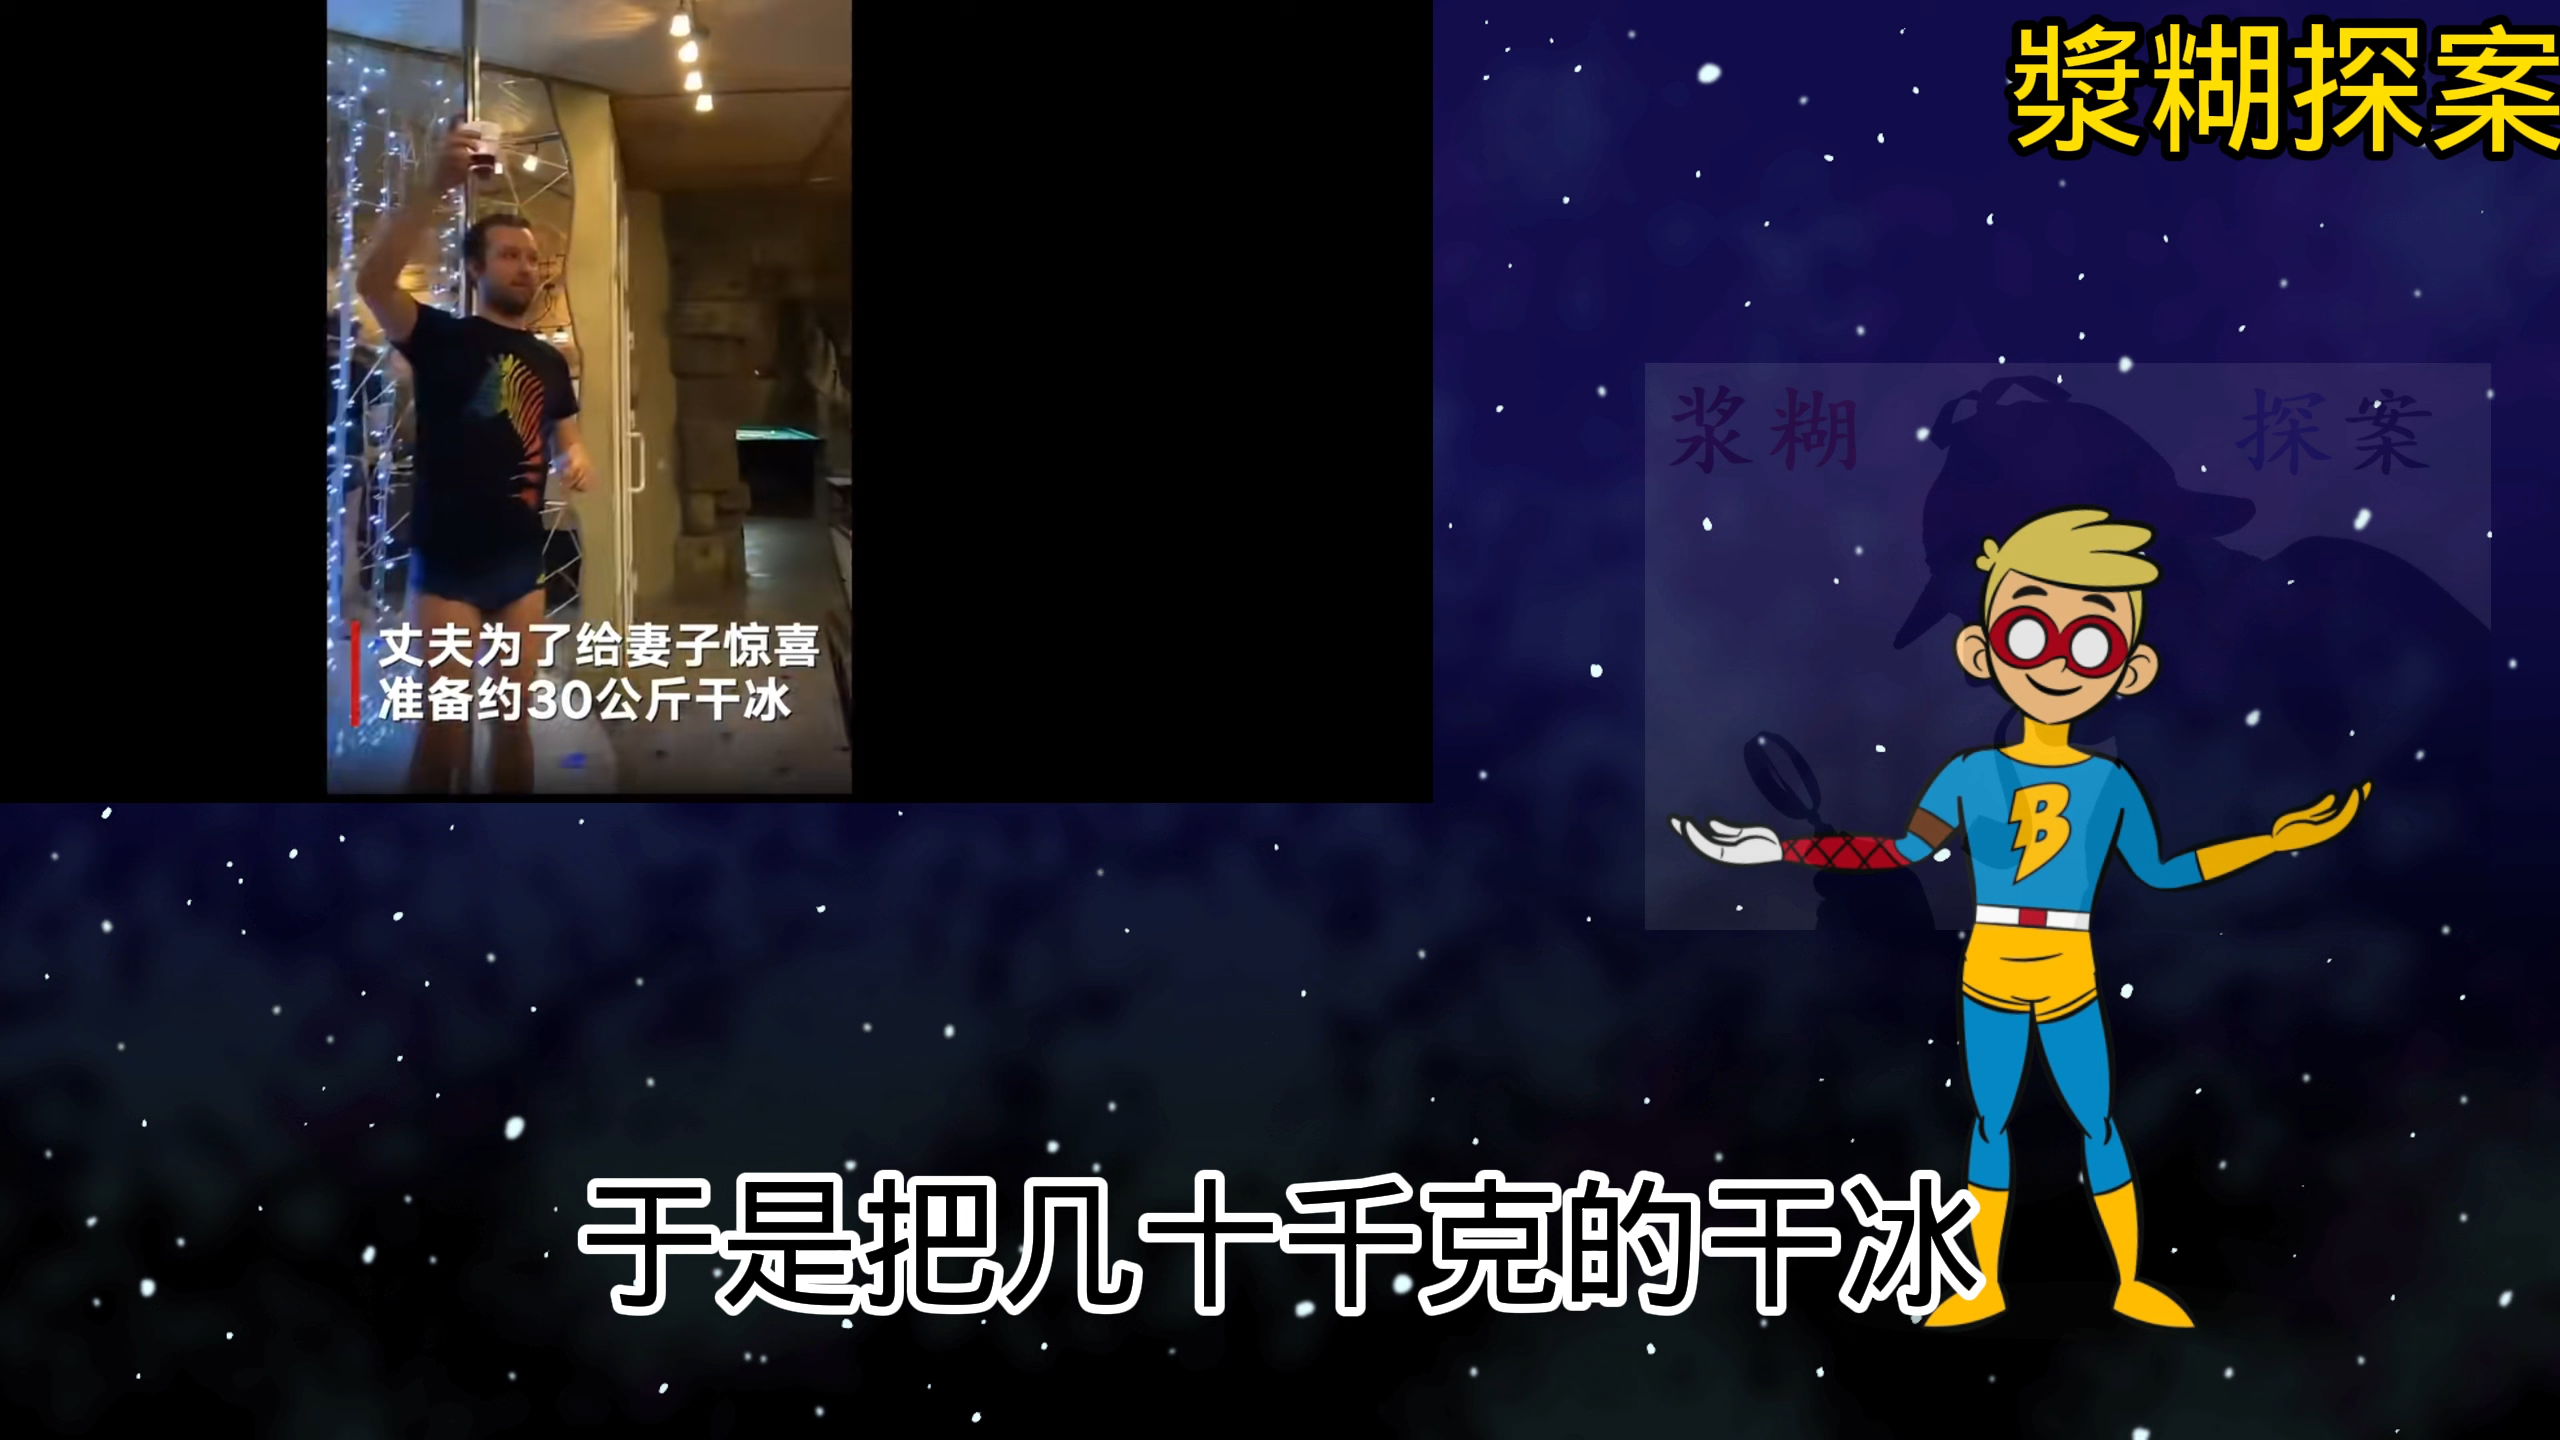 漿糊探案
浆糊 探案
丈夫为了给妻子惊喜
准备约30公斤干冰
于是把几十千克的干冰